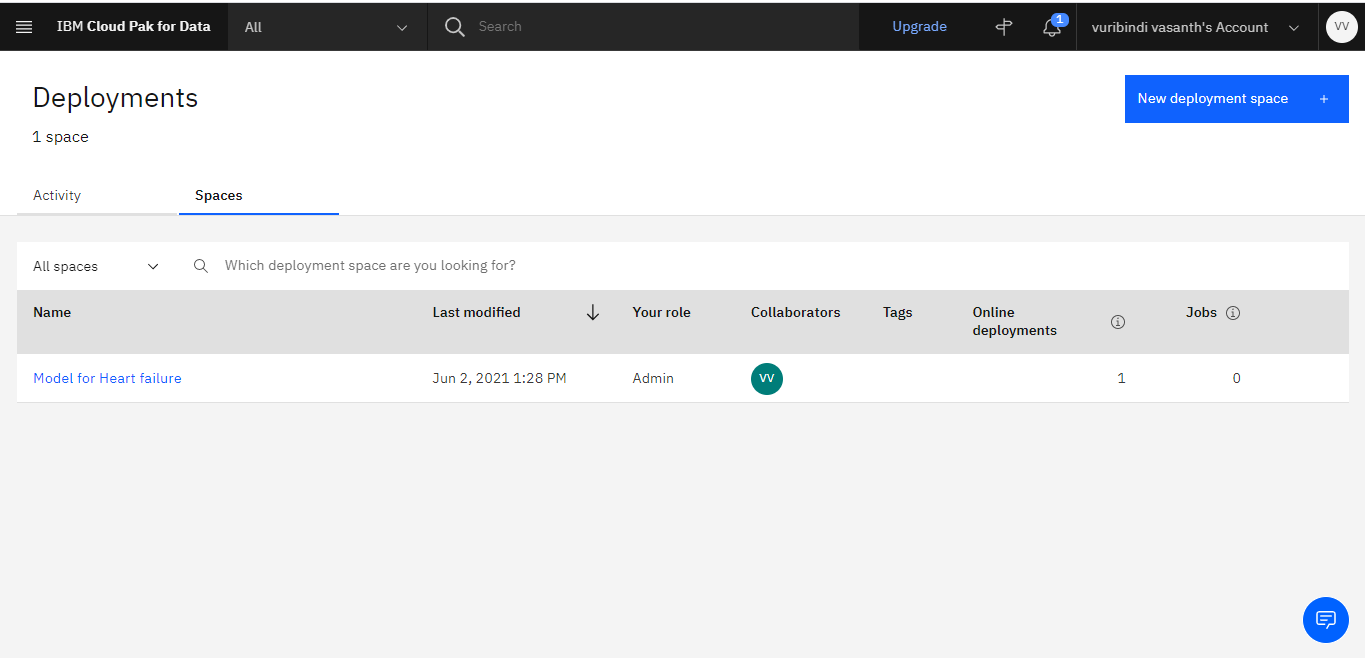 IBM Cloud Pak for Data All Search Upgrade 1 vuribindi vasanth's Account VV
Deployments
New deployment space +
1 space
Activity Spaces
All spaces Which deployment space are you looking for?
Name Last modified Your role Collaborators Tags Online deployments Jobs
Model for Heart failure Jun 2, 2021 1:28 PM Admin VV 1 0